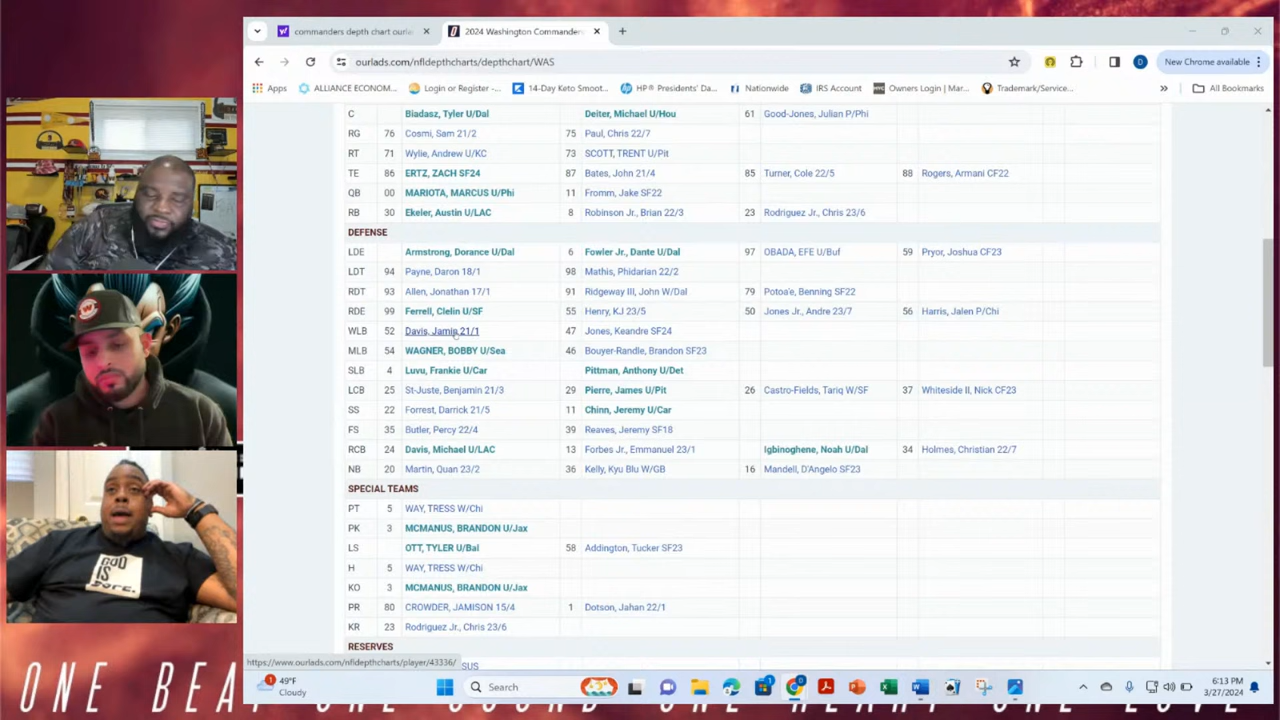 commanders depth chart ourla
2024 Washington Commander
ourlads.com/nfldepthcharts/depthchart/WAS
New Chrome available
Apps
ALLIANCE ECONOM...
Login or Register -...
14-Day Keto Smoot...
HP® Presidents' Da...
Nationwide
IRS Account
Owners Login | Mar...
Trademark/Service...
All Bookmarks
C Biadasz, Tyler U/Dal Deiter, Michael U/Hou 61 Good-Jones, Julian P/Phi
RG 76 Cosmi, Sam 21/2 75 Paul, Chris 22/7
RT 71 Wylie, Andrew U/KC 73 SCOTT, TRENT U/Pit
TE 86 ERTZ, ZACH SF24 87 Bates, John 21/4 85 Turner, Cole 22/5 88 Rogers, Armani CF22
QB 00 MARIOTA, MARCUS U/Phi 11 Fromm, Jake SF22
RB 30 Ekeler, Austin U/LAC 8 Robinson Jr., Brian 22/3 23 Rodriguez Jr., Chris 23/6
DEFENSE
LDE Armstrong, Dorance U/Dal 6 Fowler Jr., Dante U/Dal 97 OBADA, EFE U/Buf 59 Pryor, Joshua CF23
LDT 94 Payne, Daron 18/1 98 Mathis, Phidarian 22/2
RDT 93 Allen, Jonathan 17/1 91 Ridgeway III, John W/Dal 79 Potoa'e, Benning SF22
RDE 99 Ferrell, Clelin U/SF 55 Henry, KJ 23/5 50 Jones Jr., Andre 23/7 56 Harris, Jalen P/Chi
WLB 52 Davis, Jamin 21/1 47 Jones, Keandre SF24
MLB 54 WAGNER, BOBBY U/Sea 46 Bouyer-Randle, Brandon SF23
SLB 4 Luvu, Frankie U/Car Pittman, Anthony U/Det
LCB 25 St-Juste, Benjamin 21/3 29 Pierre, James U/Pit 26 Castro-Fields, Tariq W/SF 37 Whiteside II, Nick CF23
SS 22 Forrest, Darrick 21/5 11 Chinn, Jeremy U/Car
FS 35 Butler, Percy 22/4 39 Reaves, Jeremy SF18
RCB 24 Davis, Michael U/LAC 13 Forbes Jr., Emmanuel 23/1 Igbinoghene, Noah U/Dal 34 Holmes, Christian 22/7
NB 20 Martin, Quan 23/2 36 Kelly, Kyu Blu W/GB 16 Mandell, D'Angelo SF23
SPECIAL TEAMS
PT 5 WAY, TRESS W/Chi
PK 3 MCMANUS, BRANDON U/Jax
LS OTT, TYLER U/Bal 58 Addington, Tucker SF23
H 5 WAY, TRESS W/Chi
KO 3 MCMANUS, BRANDON U/Jax
PR 80 CROWDER, JAMISON 15/4 1 Dotson, Jahan 22/1
KR 23 Rodriguez Jr., Chris 23/6
RESERVES
https://www.ourlads.com/nfldepthcharts/player/43336/ SUS
GOD
IS
DOPE.
49°F
Cloudy
Search
6:13 PM
3/27/2024
ONE BEA